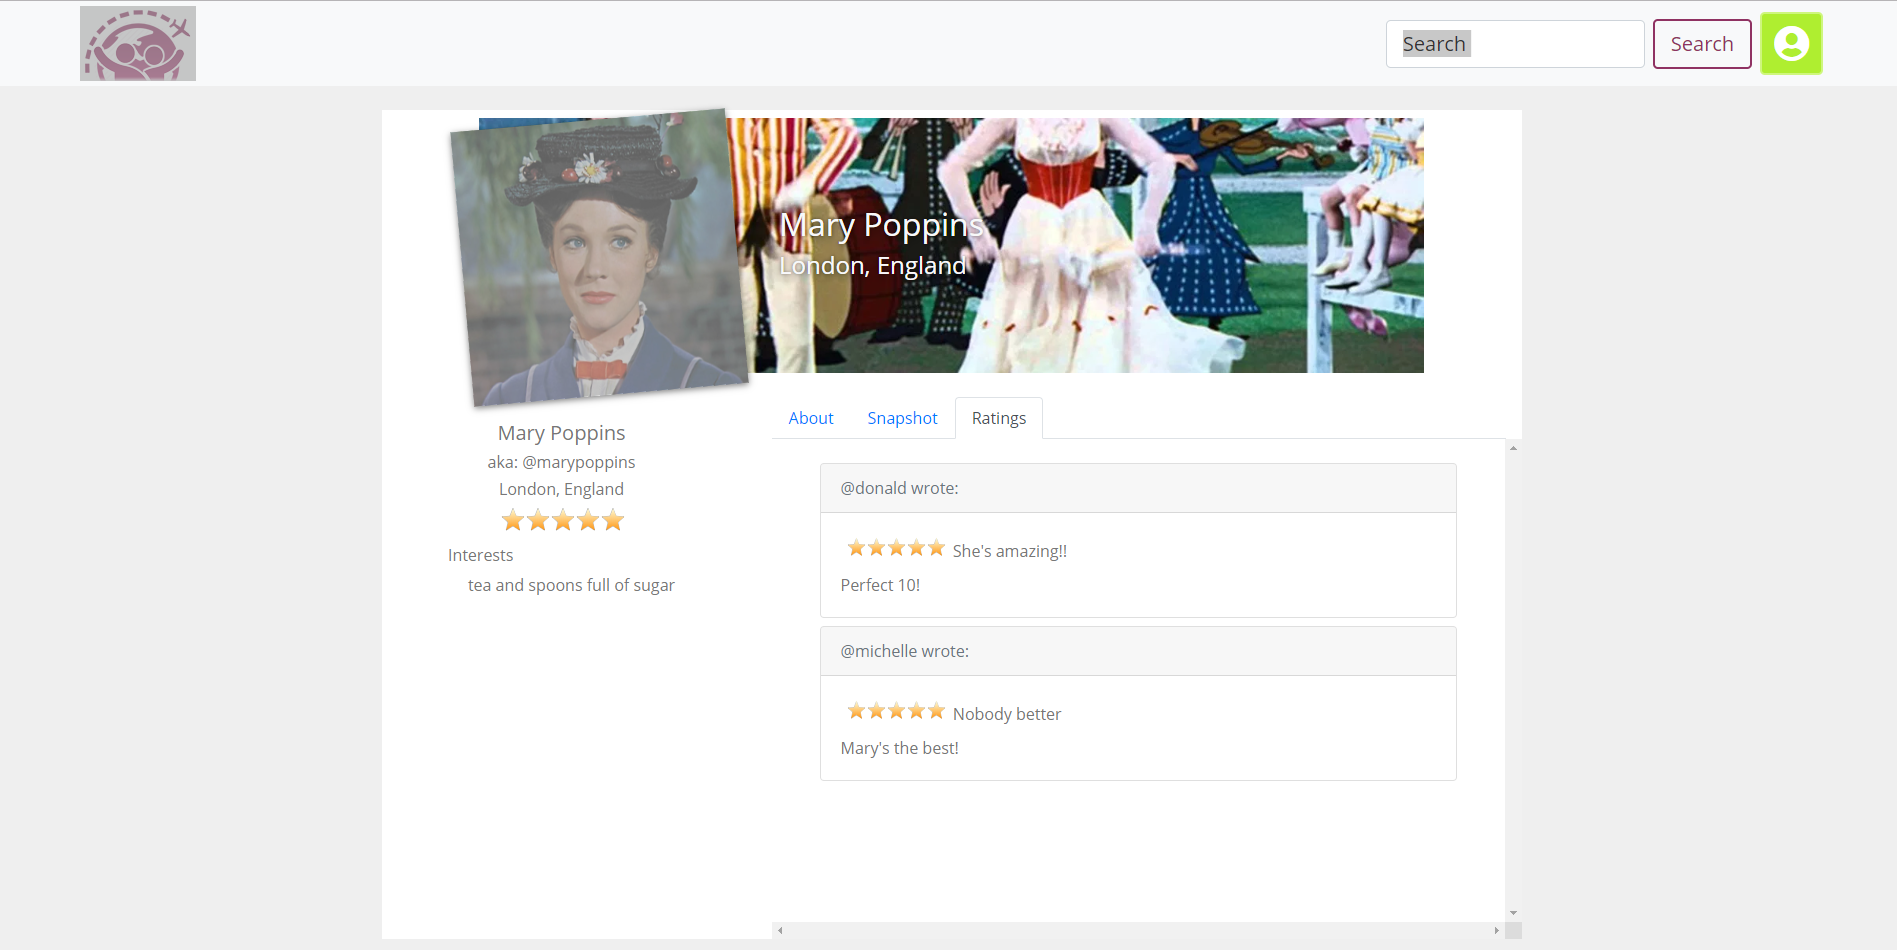 Search
Search
Mary Poppins
London, England
Mary Poppins
aka: @marypoppins
London, England
Interests
tea and spoons full of sugar
About Snapshot Ratings
@donald wrote:
She's amazing!!
Perfect 10!
@michelle wrote:
Nobody better
Mary's the best!